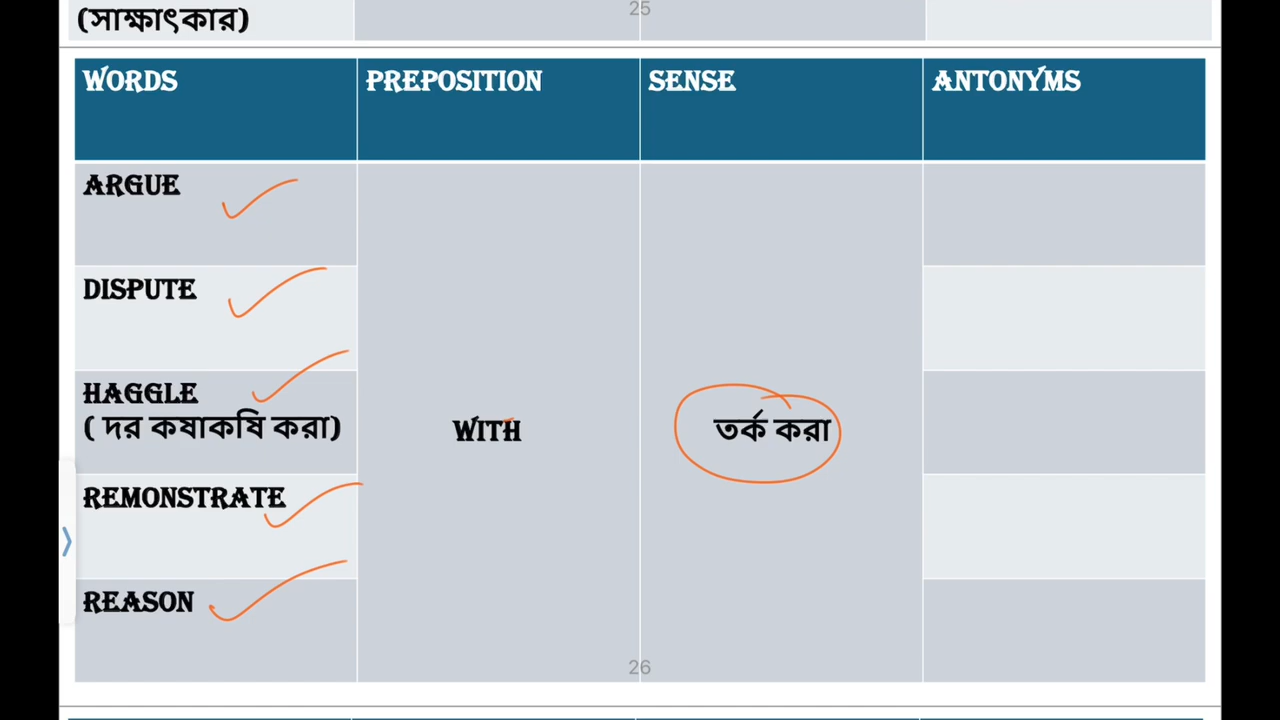 (সাক্ষাৎকার)
25
WORDS PREPOSITION SENSE ANTONYMS
ARGUE
DISPUTE
HAGGLE
( দর কষাকষি করা)
WITH তর্ক করা
REMONSTRATE
REASON
26